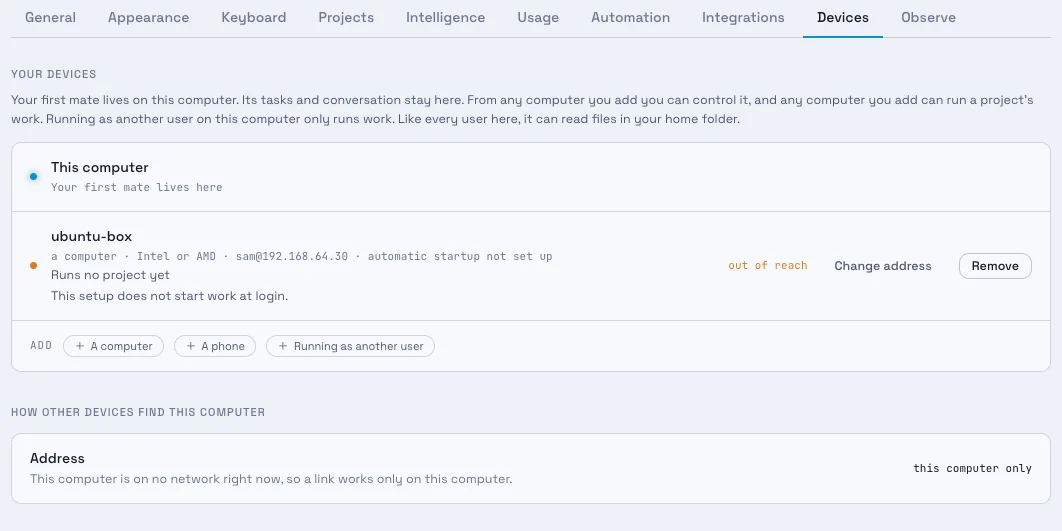 General Appearance Keyboard Projects Intelligence Usage Automation Integrations Devices Observe
YOUR DEVICES
Your first mate lives on this computer. Its tasks and conversation stay here. From any computer you add you can control it, and any computer you add can run a project's
work. Running as another user on this computer only runs work. Like every user here, it can read files in your home folder.
This computer
Your first mate lives here
ubuntu-box
a computer · Intel or AMD · sam@192.168.64.30 · automatic startup not set up
Runs no project yet
This setup does not start work at login.
out of reach Change address Remove
ADD + A computer + A phone + Running as another user
HOW OTHER DEVICES FIND THIS COMPUTER
Address
This computer is on no network right now, so a link works only on this computer.
this computer only